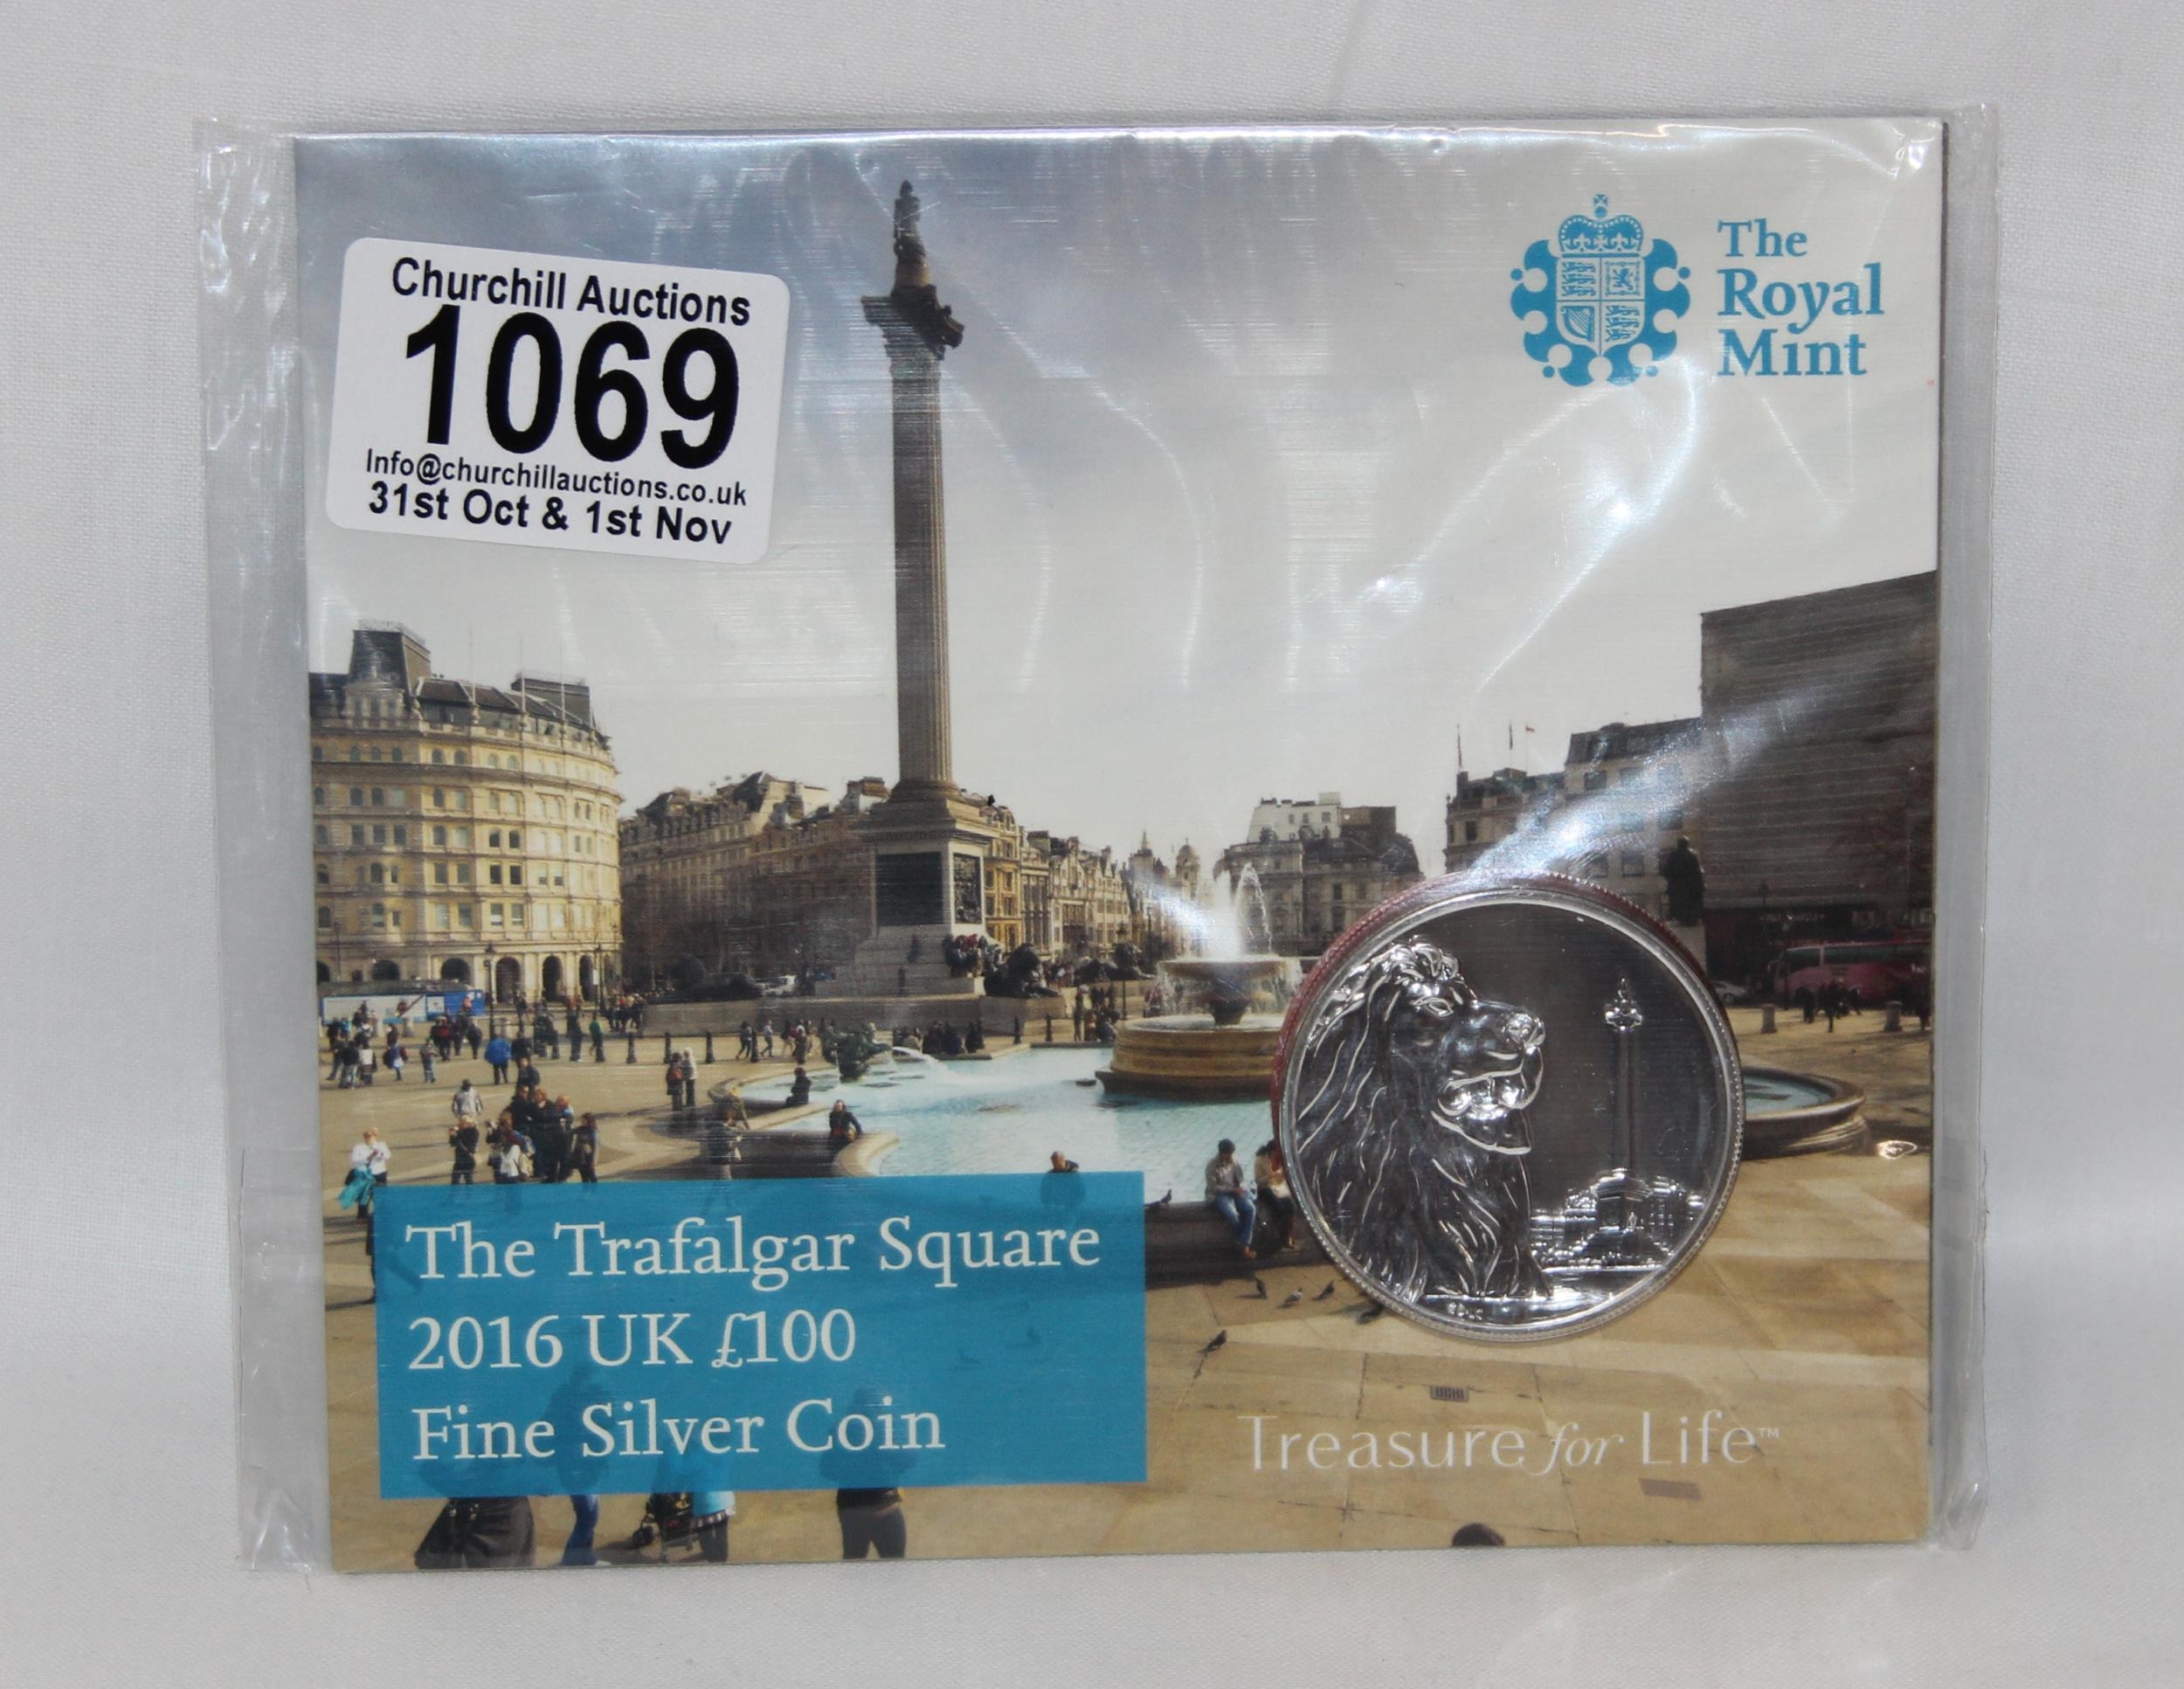 Churchill Auctions
1069
Info@churchillauctions.co.uk
31st Oct & 1st Nov
The
Royal
Mint
The Trafalgar Square
2016 UK £100
Fine Silver Coin
Treasure for Life™